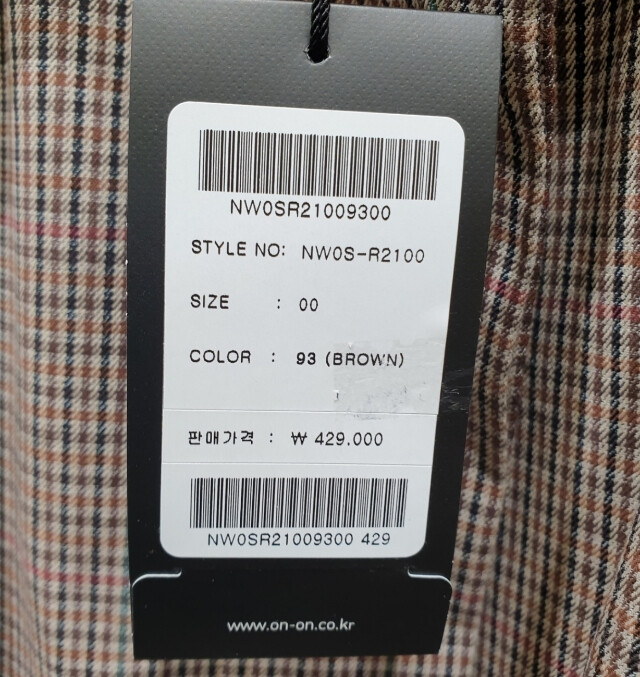 NW0SR21009300
STYLE NO: NW0S-R2100
SIZE : 00
COLOR : 93 (BROWN)
판매가격 : ₩ 429.000
NW0SR21009300 429
www.on-on.co.kr